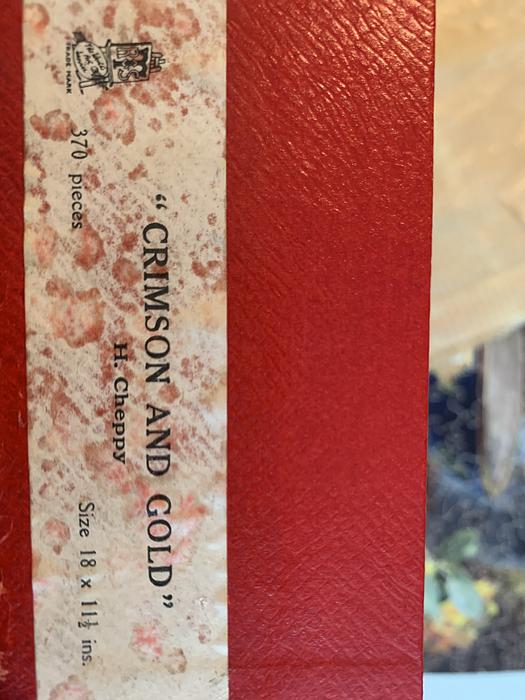 "CRIMSON AND GOLD"
H. Cheppy
370 pieces
Size 18 x 11½ ins.
TRADE MARK